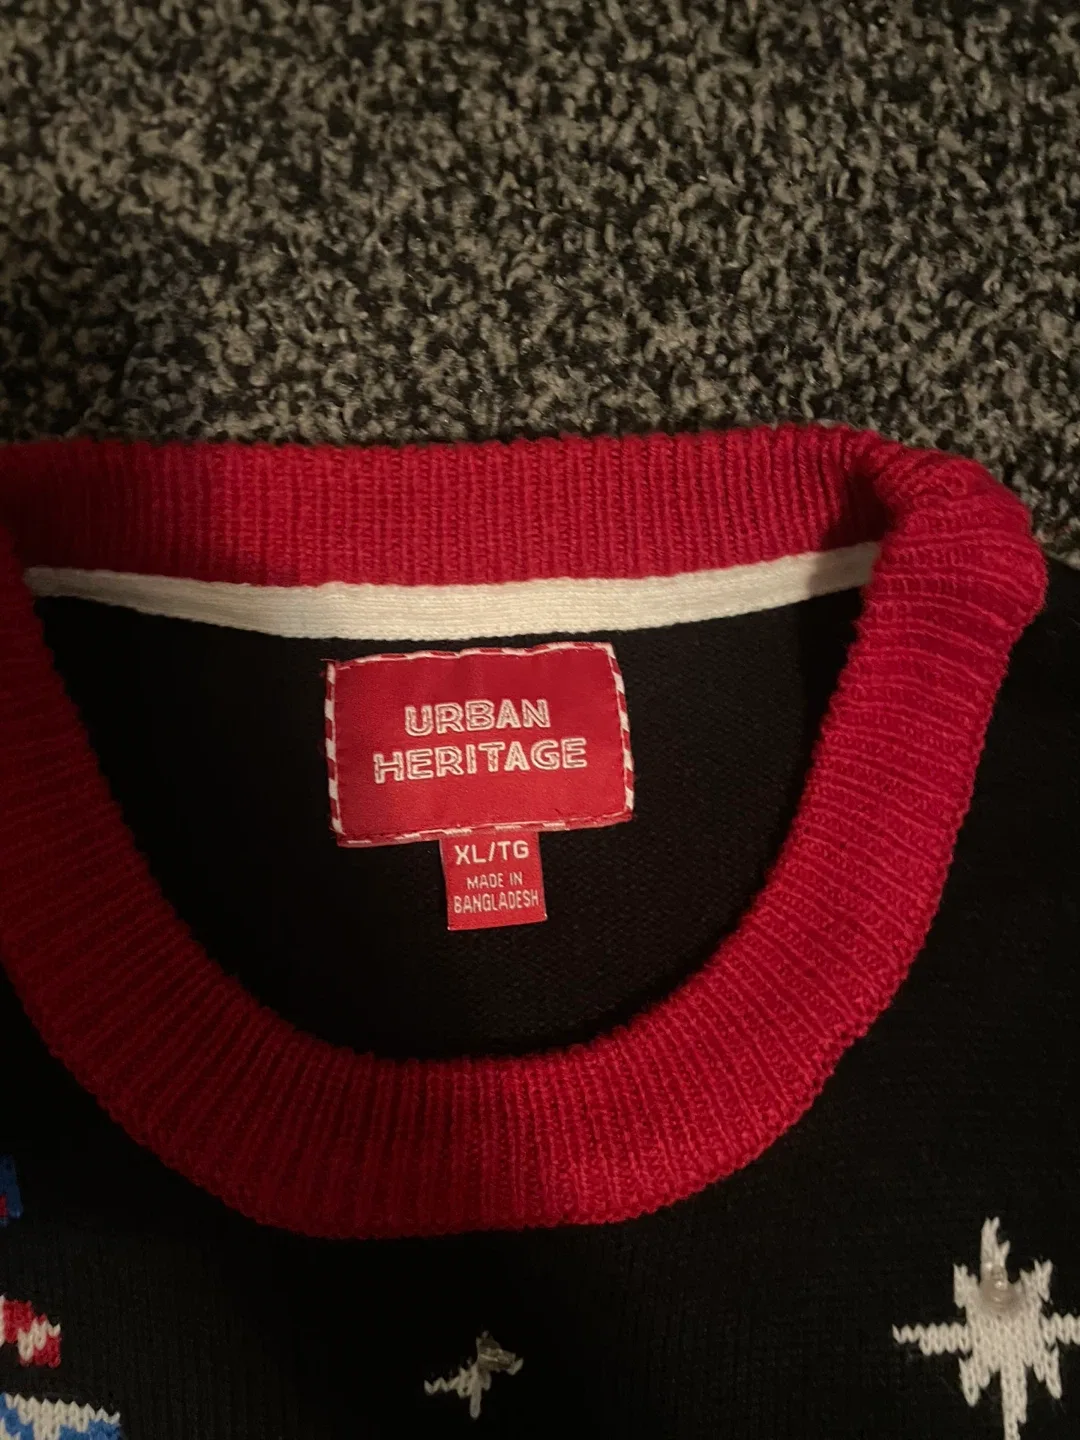 URBAN
HERITAGE
XL/TG
MADE IN
BANGLADESH